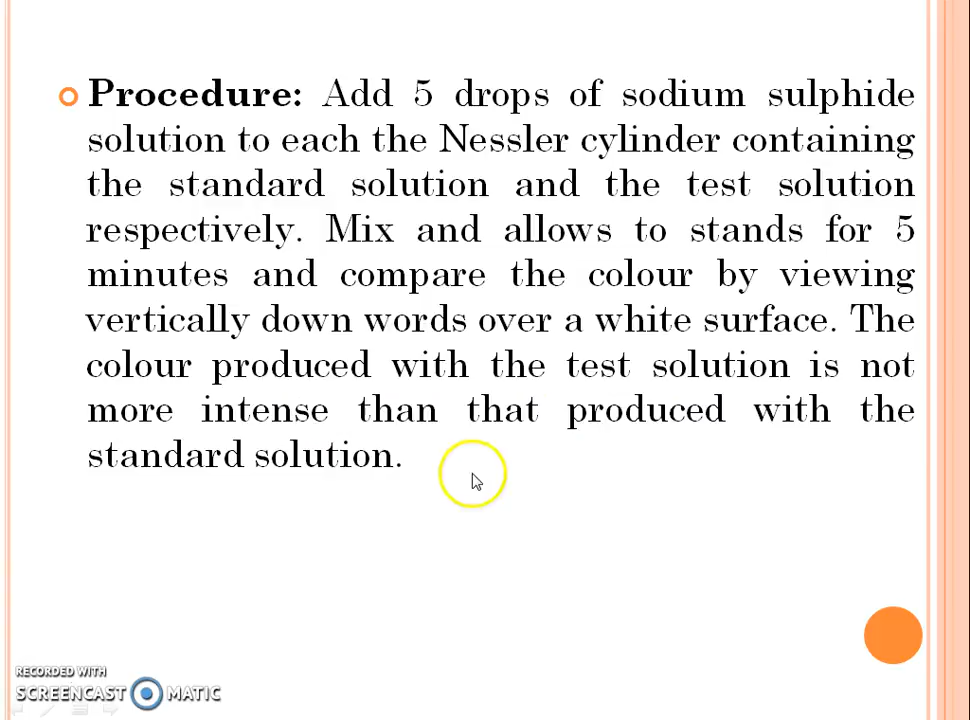 Procedure: Add 5 drops of sodium sulphide
solution to each the Nessler cylinder containing
the standard solution and the test solution
respectively. Mix and allows to stands for 5
minutes and compare the colour by viewing
vertically down words over a white surface. The
colour produced with the test solution is not
more intense than that produced with the
standard solution.
RECORDED WITH
SCREENCAST MATIC